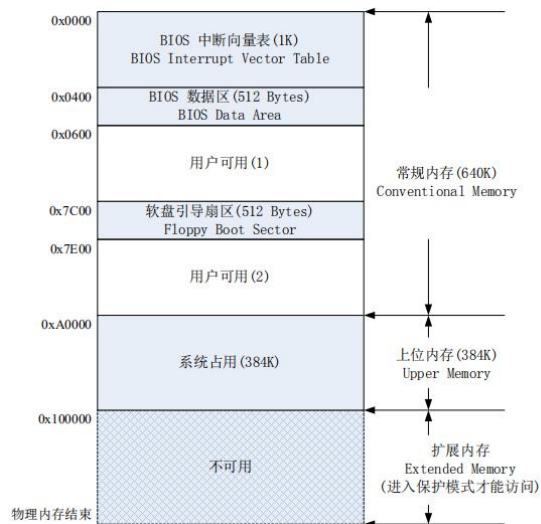 0x0000
BIOS 中断向量表(1K)
BIOS Interrupt Vector Table
0x0400
BIOS 数据区(512 Bytes)
BIOS Data Area
0x0600
用户可用(1)
常规内存(640K)
Conventional Memory
0x7C00
软盘引导扇区(512 Bytes)
Floppy Boot Sector
0x7E00
用户可用(2)
0xA0000
系统占用(384K)
上位内存(384K)
Upper Memory
0x100000
不可用
扩展内存
Extended Memory
(进入保护模式才能访问)
物理内存结束